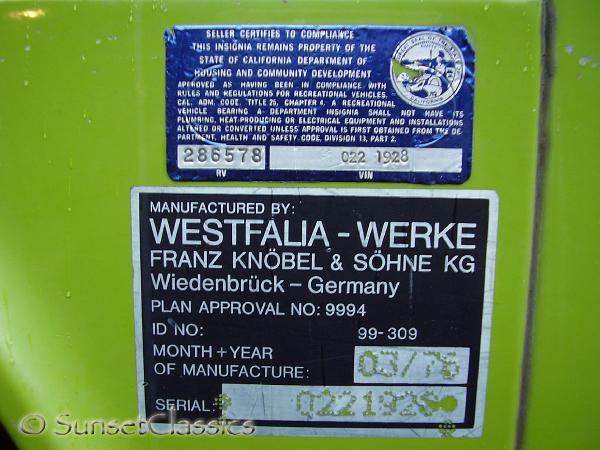 SELLER CERTIFIES TO COMPLIANCE
THIS INSIGNIA REMAINS PROPERTY OF THE
STATE OF CALIFORNIA DEPARTMENT OF
HOUSING AND COMMUNITY DEVELOPMENT
APPROVED AS HAVING BEEN IN COMPLIANCE WITH
RULES AND REGULATIONS FOR RECREATIONAL VEHICLES.
CAL. ADM. CODE, TITLE 25, CHAPTER 4. A RECREATIONAL
VEHICLE BEARING A DEPARTMENT INSIGNIA SHALL NOT HAVE ITS
PLUMBING, HEAT-PRODUCING OR ELECTRICAL EQUIPMENT AND INSTALLATIONS
ALTERED OR CONVERTED UNLESS APPROVAL IS FIRST OBTAINED FROM THE DE-
PARTMENT, HEALTH AND SAFETY CODE, DIVISION 13, PART 2.
286578 022 1928
RV VIN
MANUFACTURED BY:
WESTFALIA - WERKE
FRANZ KNÖBEL & SÖHNE KG
Wiedenbrück – Germany
PLAN APPROVAL NO: 9994
ID NO: 99-309
MONTH + YEAR
OF MANUFACTURE: 03/76
SERIAL: 0221928
© SunsetClassics